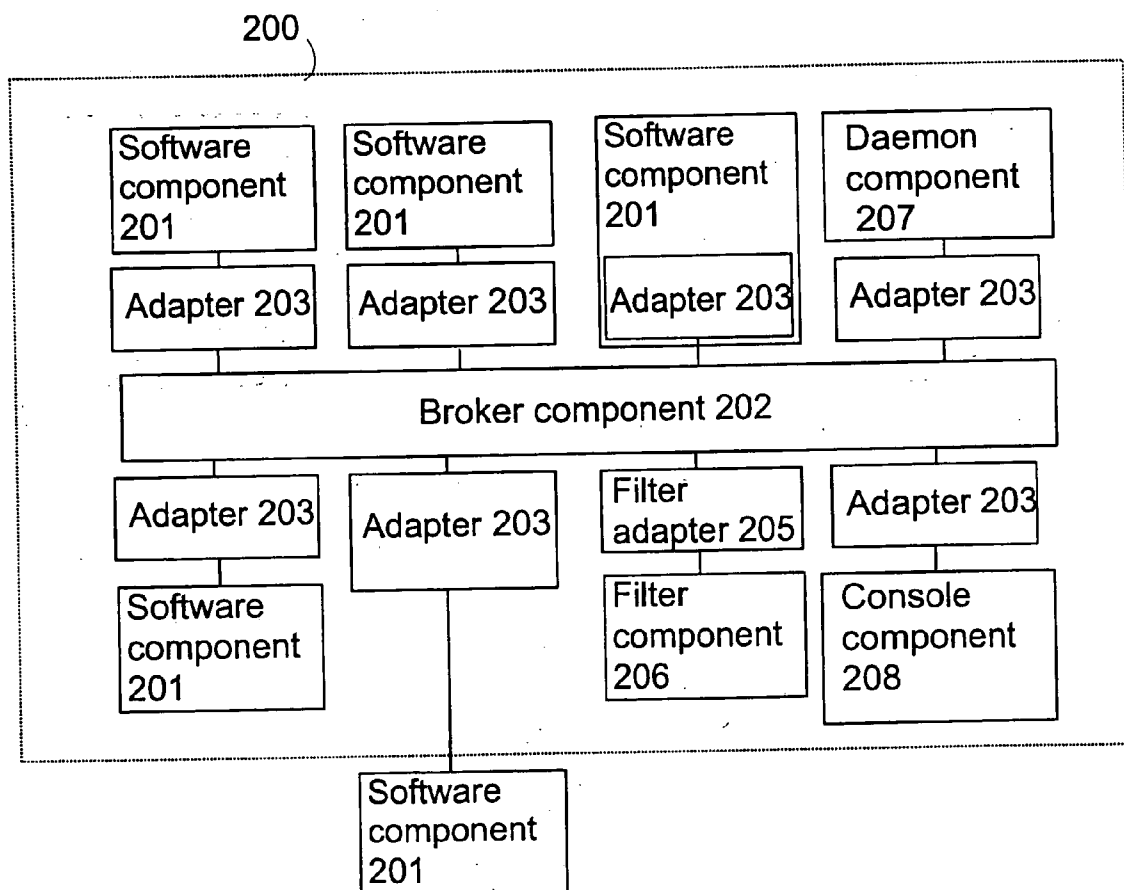 200
Software
component
201
Software
component
201
Software
component
201
Daemon
component
207
Adapter 203
Adapter 203
Adapter 203
Adapter 203
Broker component 202
Adapter 203
Adapter 203
Filter
adapter 205
Adapter 203
Software
component
201
Filter
component
206
Console
component
208
Software
component
201